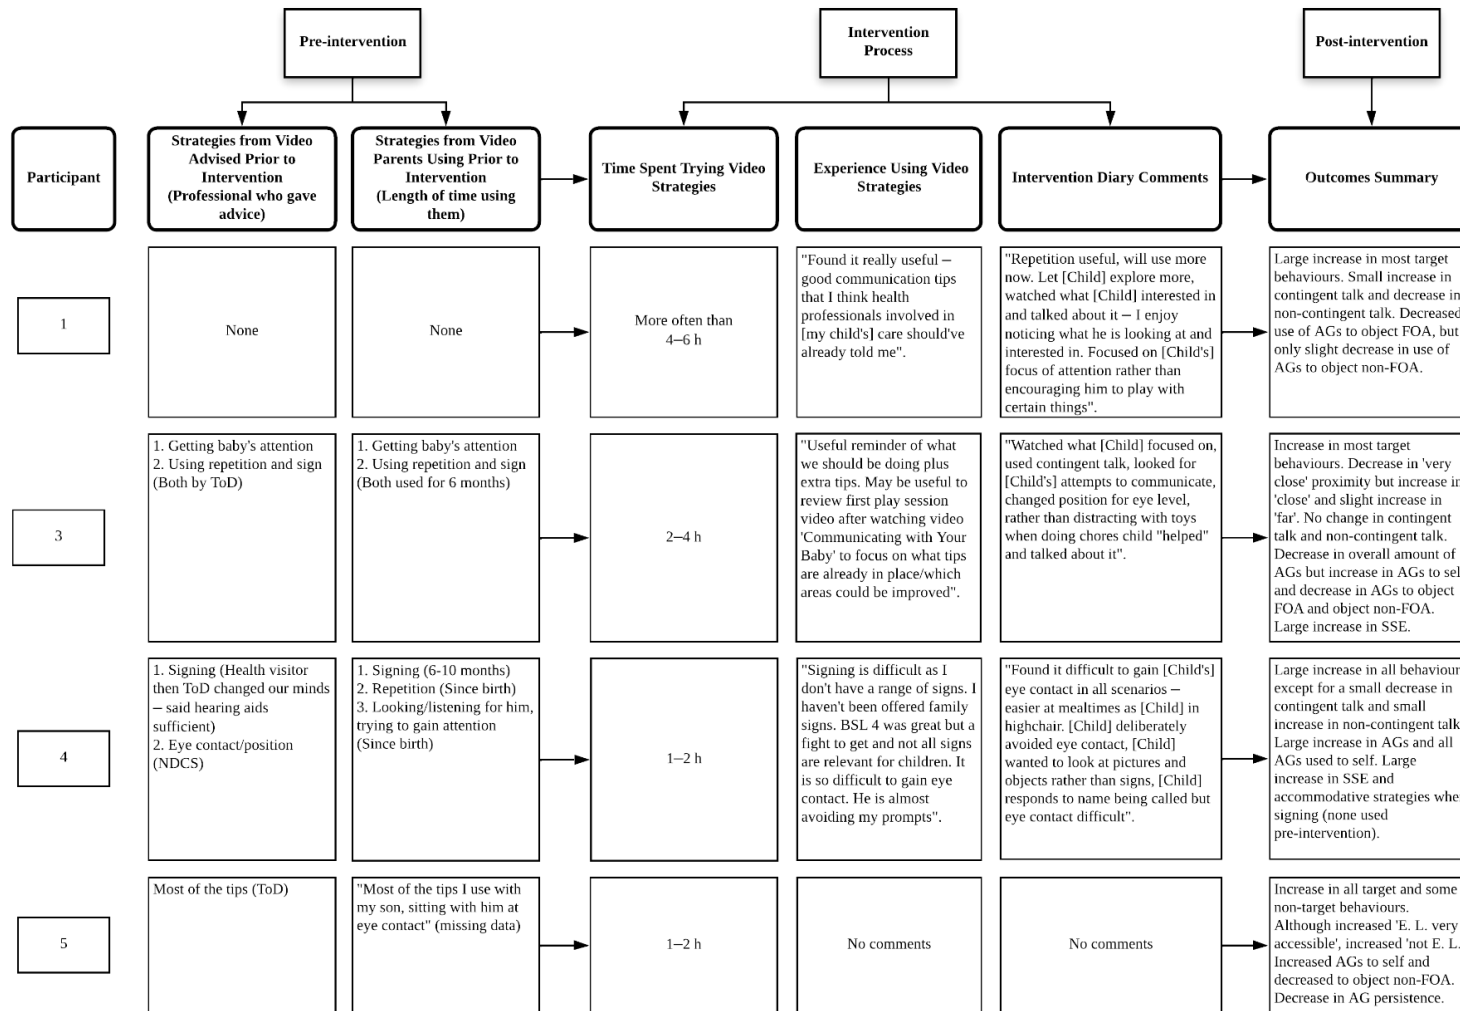 Pre-intervention
Intervention
Process
Post-intervention
Participant
Strategies from Video
Advised Prior to
Intervention
(Professional who gave
advice)
Strategies from Video
Parents Using Prior to
Intervention
(Length of time using
them)
Time Spent Trying Video
Strategies
Experience Using Video
Strategies
Intervention Diary Comments
Outcomes Summary
1
None
None
More often than
4–6 h
"Found it really useful –
good communication tips
that I think health
professionals involved in
[my child's] care should've
already told me".
"Repetition useful, will use more
now. Let [Child] explore more,
watched what [Child] interested in
and talked about it – I enjoy
noticing what he is looking at and
interested in. Focused on [Child's]
focus of attention rather than
encouraging him to play with
certain things".
Large increase in most target
behaviours. Small increase in
contingent talk and decrease in
non-contingent talk. Decreased
use of AGs to object FOA, but
only slight decrease in use of
AGs to object non-FOA.
3
1. Getting baby's attention
2. Using repetition and sign
(Both by ToD)
1. Getting baby's attention
2. Using repetition and sign
(Both used for 6 months)
2–4 h
"Useful reminder of what
we should be doing plus
extra tips. May be useful to
review first play session
video after watching video
'Communicating with Your
Baby' to focus on what tips
are already in place/which
areas could be improved".
"Watched what [Child] focused on,
used contingent talk, looked for
[Child's] attempts to communicate,
changed position for eye level,
rather than distracting with toys
when doing chores child "helped"
and talked about it".
Increase in most target
behaviours. Decrease in 'very
close' proximity but increase in
'close' and slight increase in
'far'. No change in contingent
talk and non-contingent talk.
Decrease in overall amount of
AGs but increase in AGs to sel
and decrease in AGs to object
FOA and object non-FOA.
Large increase in SSE.
4
1. Signing (Health visitor
then ToD changed our minds
– said hearing aids
sufficient)
2. Eye contact/position
(NDCS)
1. Signing (6-10 months)
2. Repetition (Since birth)
3. Looking/listening for him,
trying to gain attention
(Since birth)
1–2 h
"Signing is difficult as I
don't have a range of signs. I
haven't been offered family
signs. BSL 4 was great but a
fight to get and not all signs
are relevant for children. It
is so difficult to gain eye
contact. He is almost
avoiding my prompts".
"Found it difficult to gain [Child's]
eye contact in all scenarios –
easier at mealtimes as [Child] in
highchair. [Child] deliberately
avoided eye contact, [Child]
wanted to look at pictures and
objects rather than signs, [Child]
responds to name being called but
eye contact difficult".
Large increase in all behaviour
except for a small decrease in
contingent talk and small
increase in non-contingent talk
Large increase in AGs and all
AGs used to self. Large
increase in SSE and
accommodative strategies whe
signing (none used
pre-intervention).
5
Most of the tips (ToD)
"Most of the tips I use with
my son, sitting with him at
eye contact" (missing data)
1–2 h
No comments
No comments
Increase in all target and some
non-target behaviours.
Although increased 'E. L. very
accessible', increased 'not E. L.
Increased AGs to self and
decreased to object non-FOA.
Decrease in AG persistence.